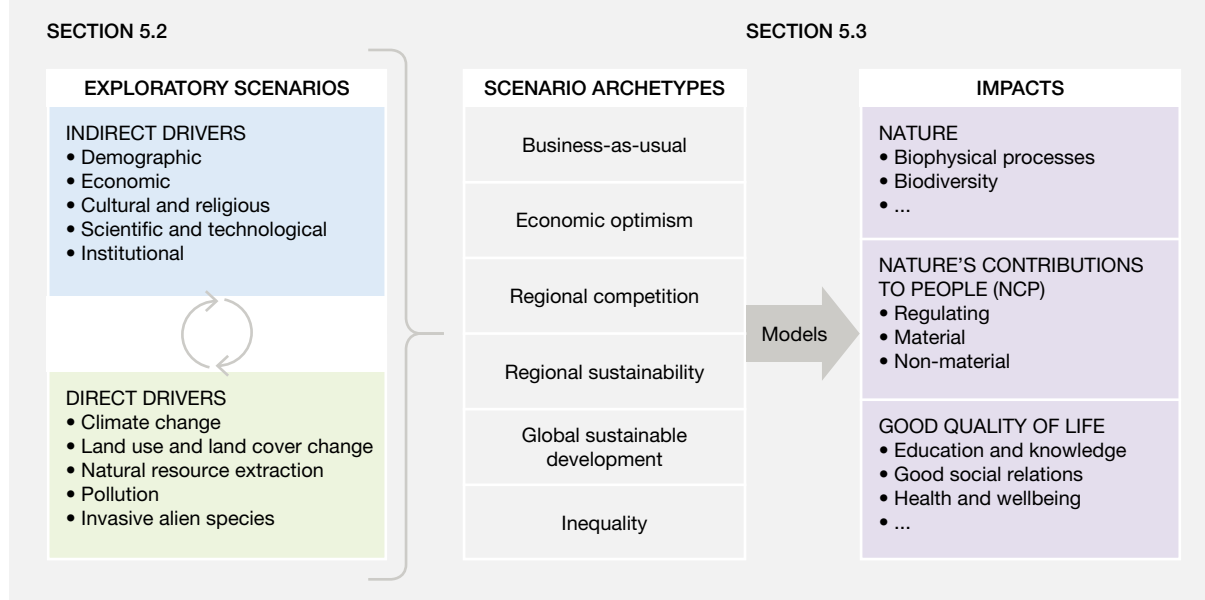 SECTION 5.2
SECTION 5.3
EXPLORATORY SCENARIOS
INDIRECT DRIVERS
• Demographic
• Economic
• Cultural and religious
• Scientific and technological
• Institutional
DIRECT DRIVERS
• Climate change
• Land use and land cover change
• Natural resource extraction
• Pollution
• Invasive alien species
SCENARIO ARCHETYPES
Business-as-usual
Economic optimism
Regional competition
Regional sustainability
Global sustainable
development
Inequality
Models
IMPACTS
NATURE
• Biophysical processes
• Biodiversity
• ...
NATURE'S CONTRIBUTIONS
TO PEOPLE (NCP)
• Regulating
• Material
• Non-material
GOOD QUALITY OF LIFE
• Education and knowledge
• Good social relations
• Health and wellbeing
• ...